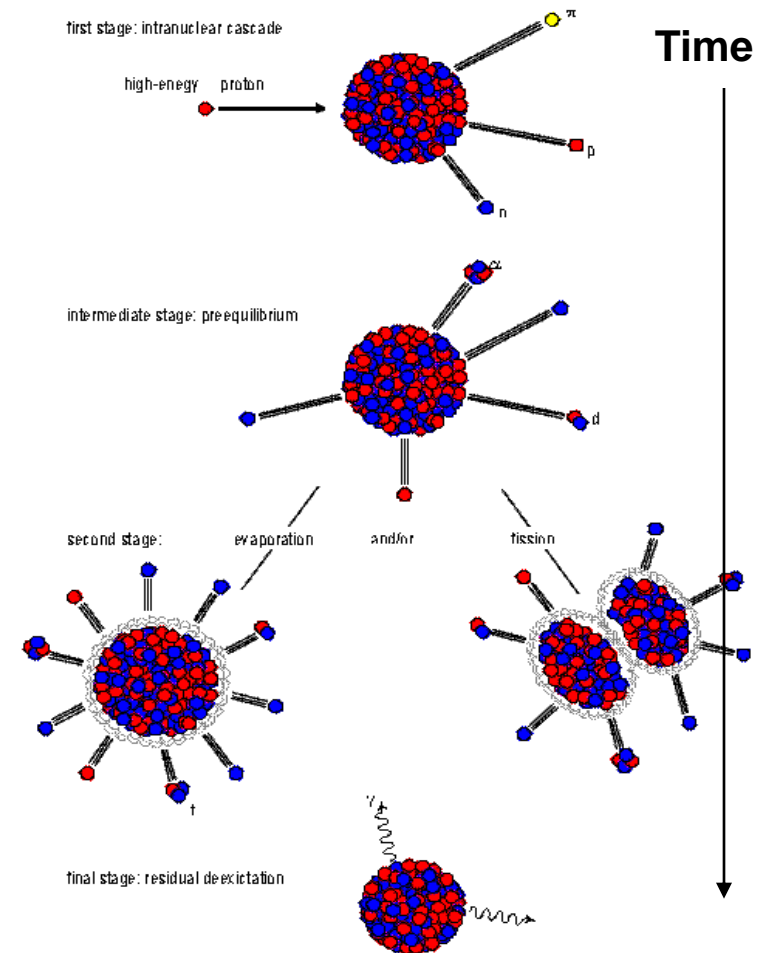 first stage: intranuclear cascade
π
Time
high-enegy proton
p
n
α
intermediate stage: preequilibrium
d
second stage: evaporation and/or fission
t
γ
final stage: residual deexictation